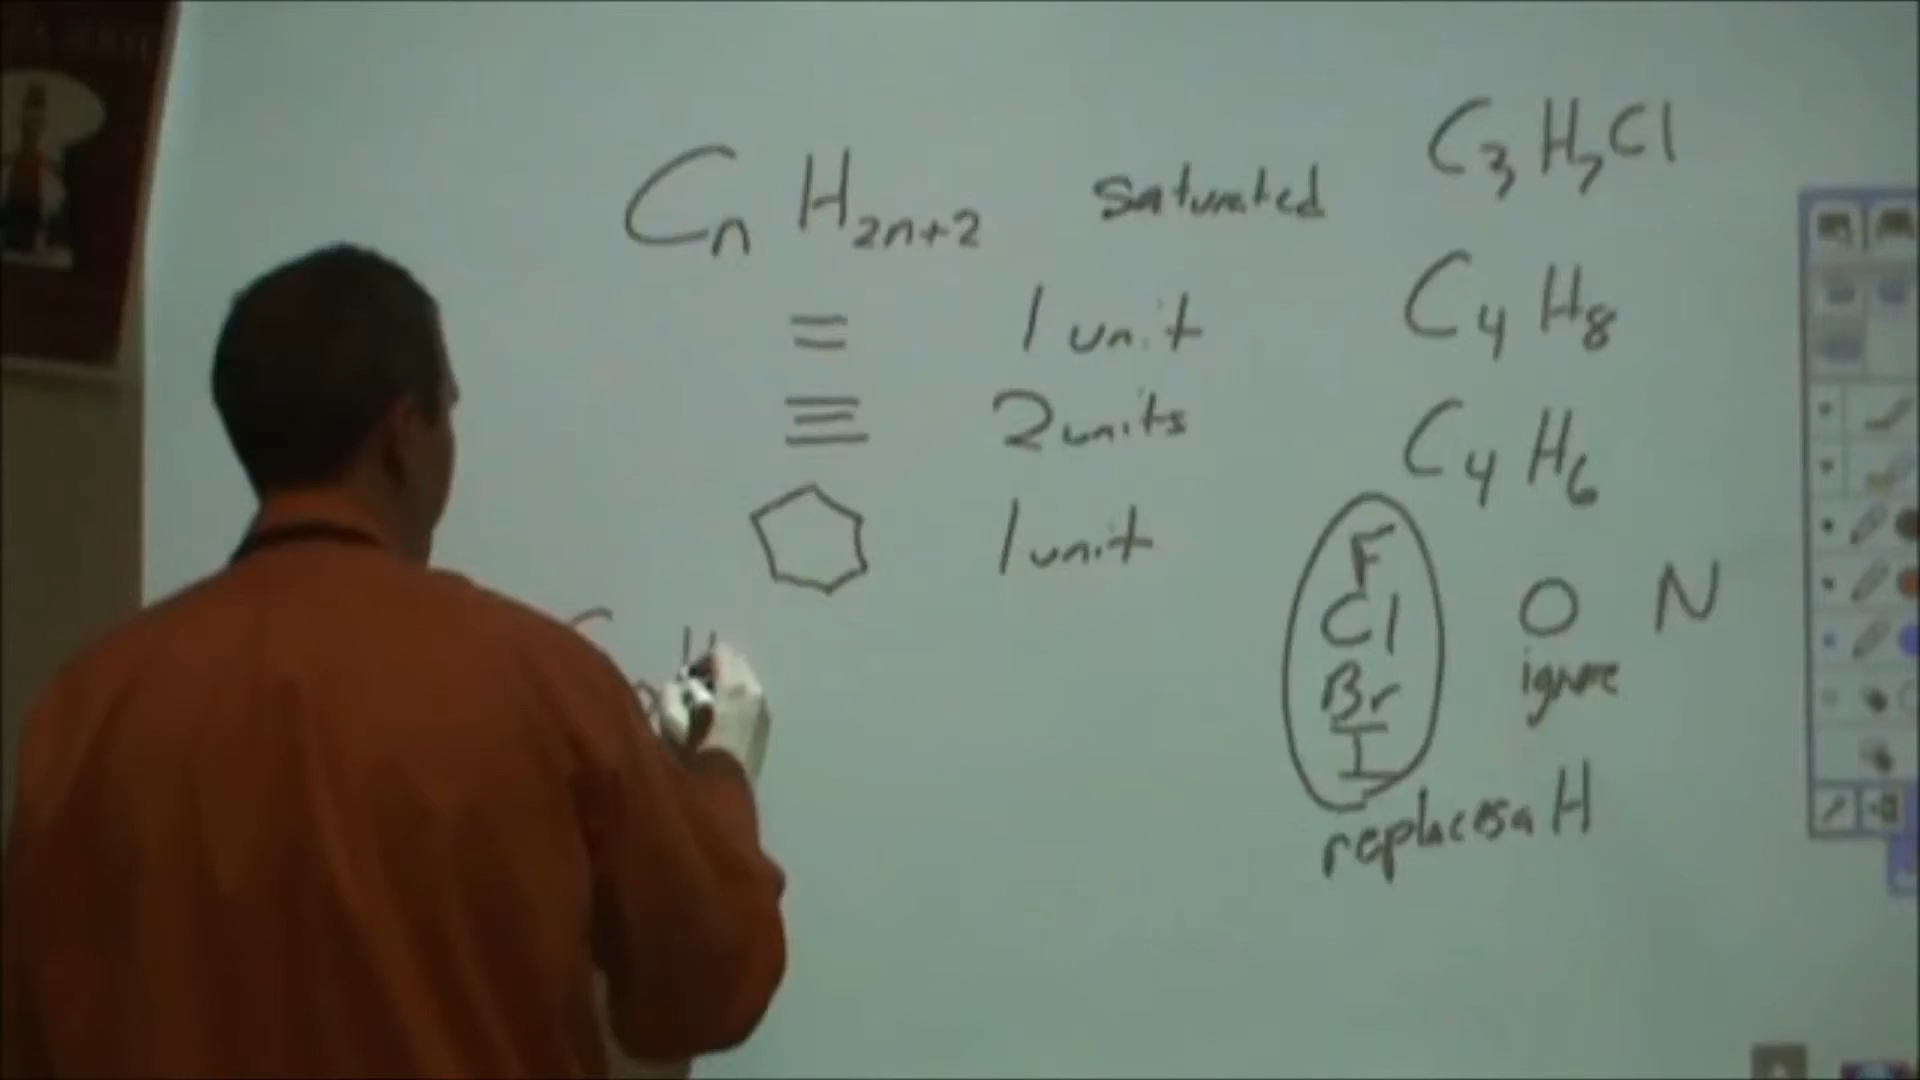 CnH2n+2 saturated
= 1 unit
≡ 2 units
1 unit
C3H7Cl
C4H8
C4H6
F
Cl
Br
I
replaces a H
O N
ignore
C H